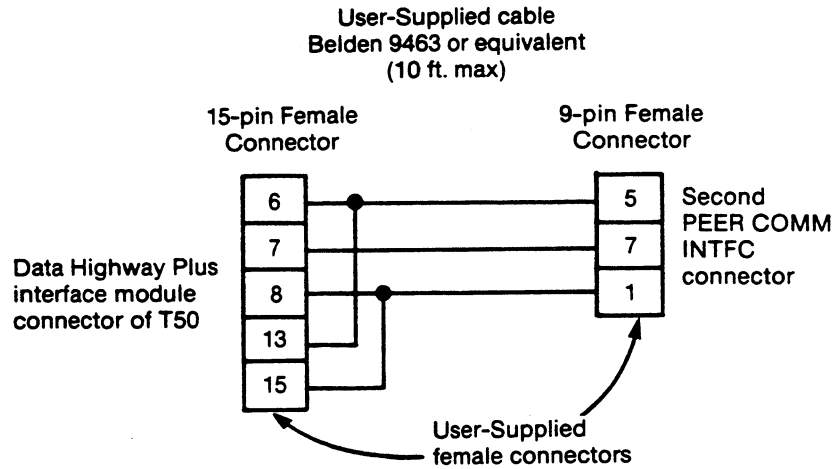 User-Supplied cable
Belden 9463 or equivalent
(10 ft. max)
15-pin Female
Connector
9-pin Female
Connector
6
7
8
13
15
5
7
1
Data Highway Plus
interface module
connector of T50
Second
PEER COMM
INTFC
connector
User-Supplied
female connectors